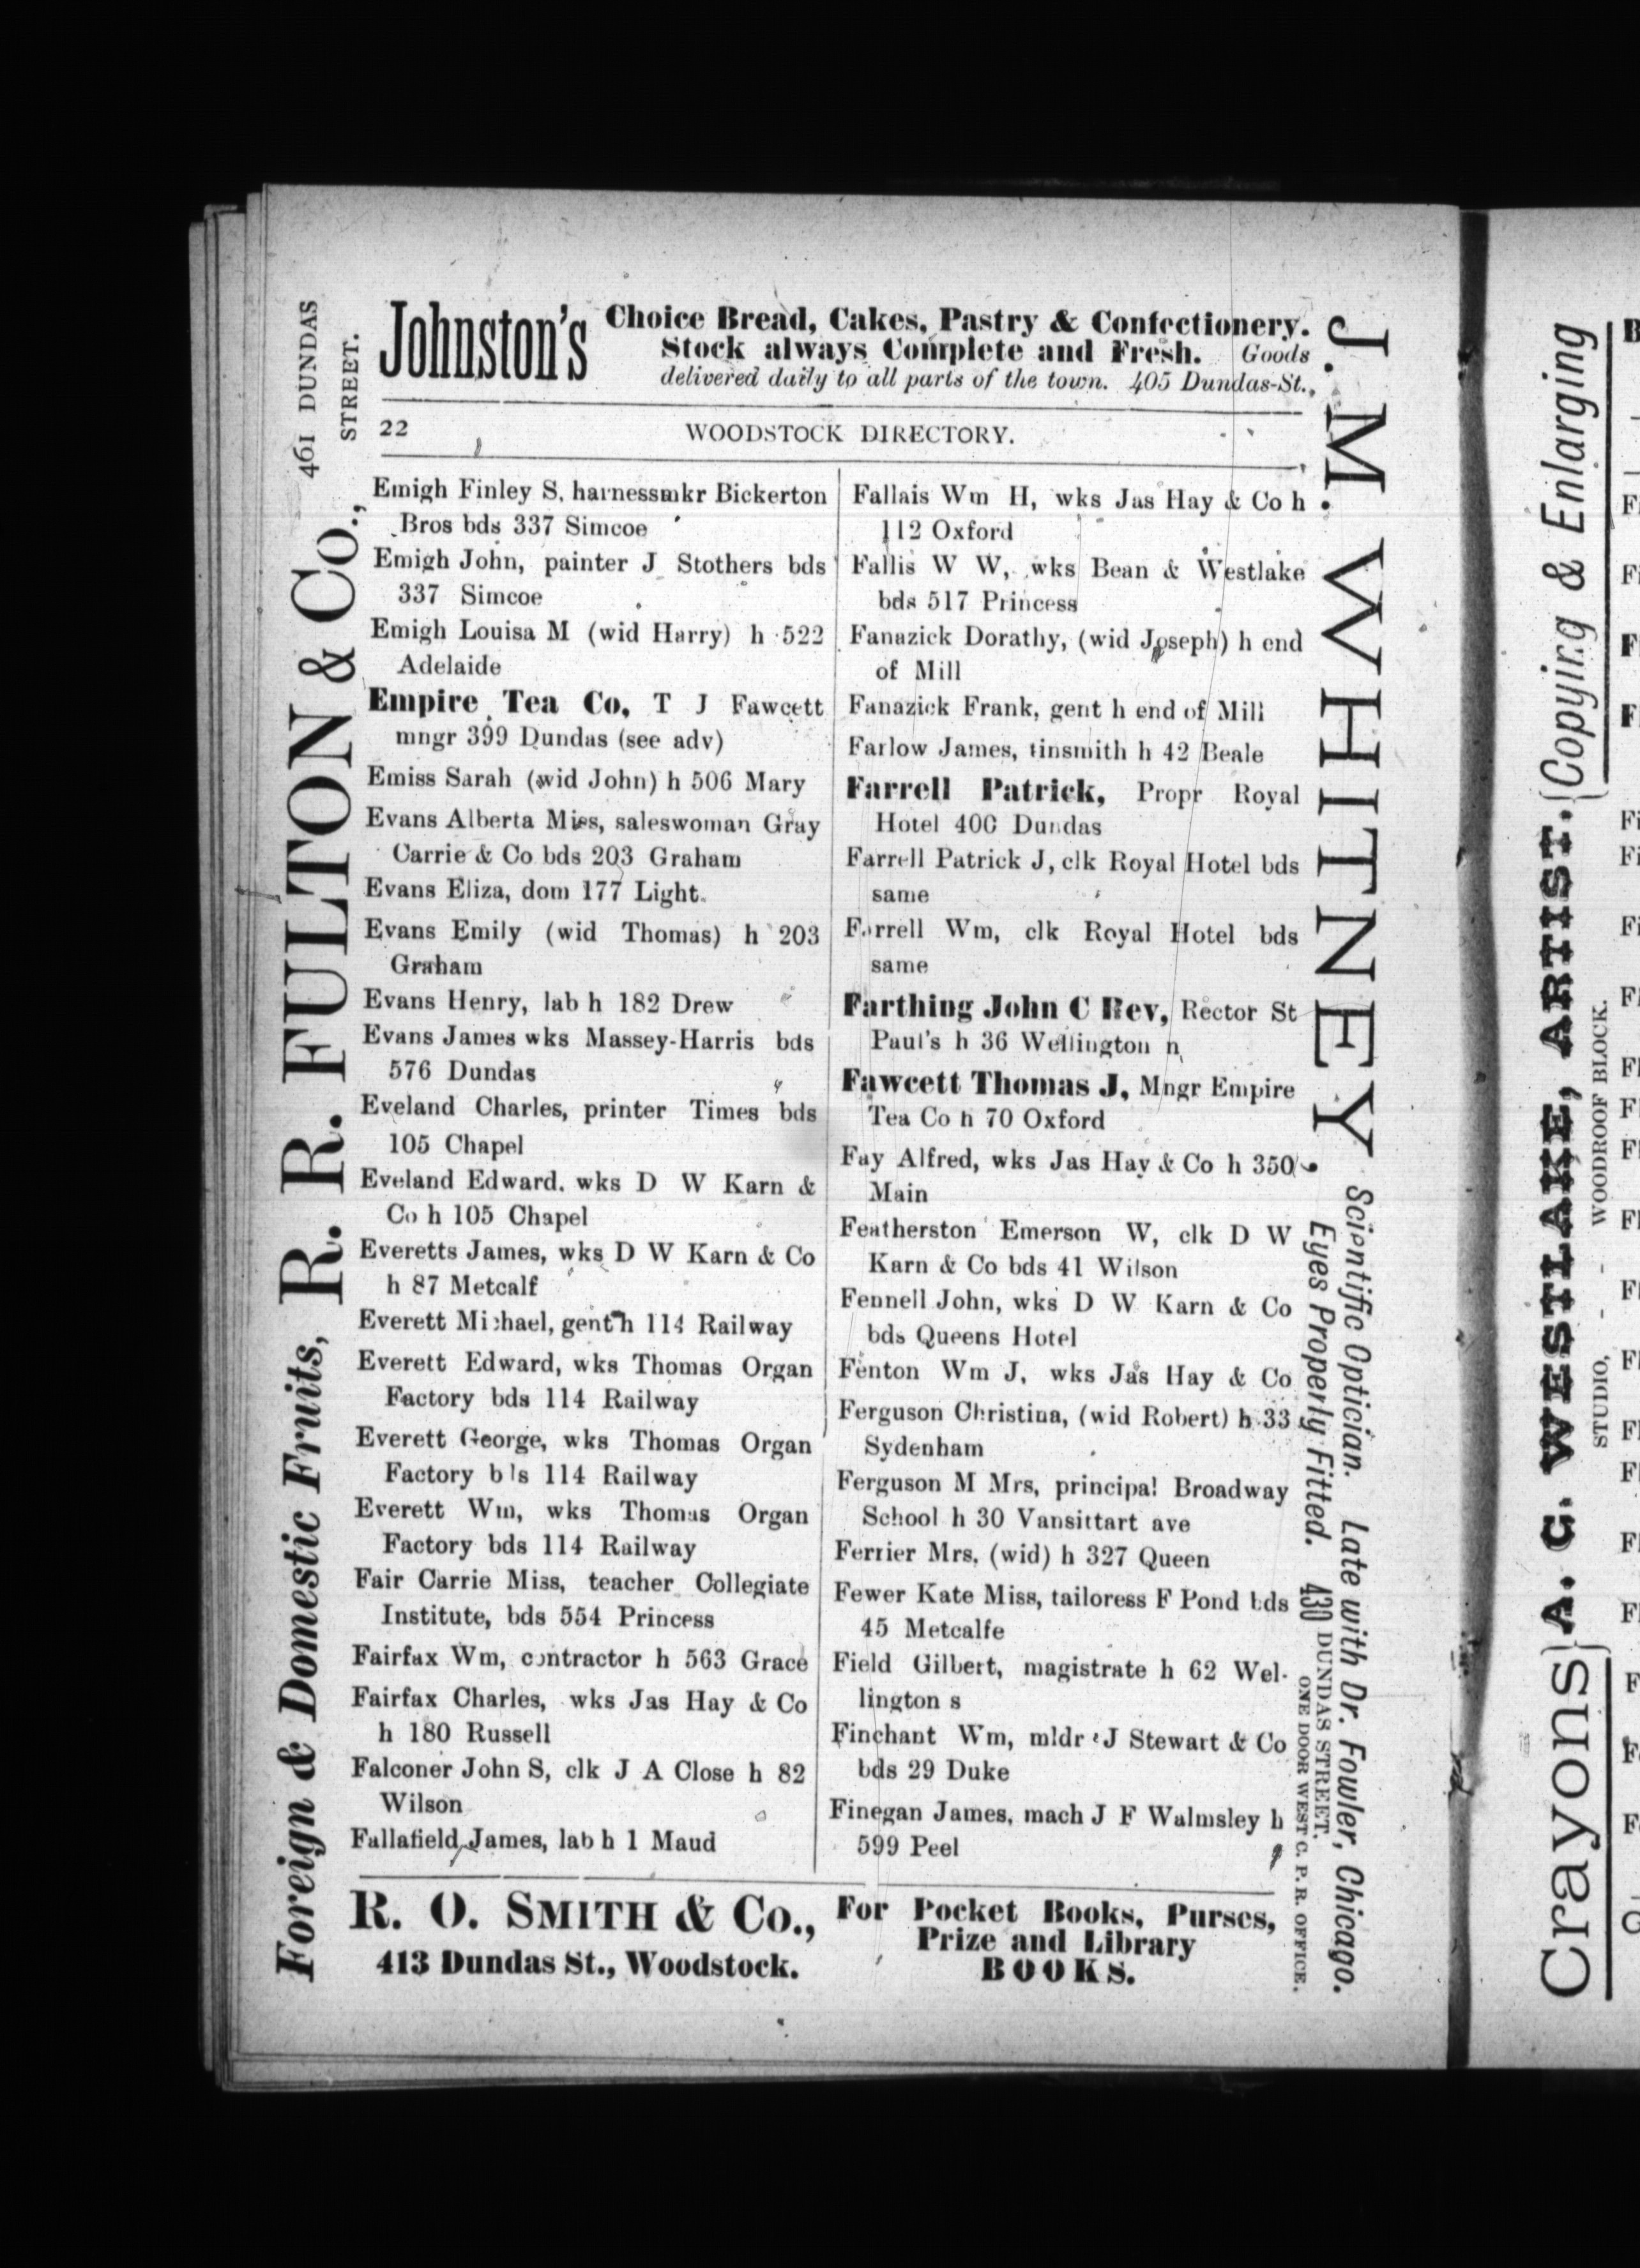 Johnston's Choice Bread, Cakes, Pastry & Confectionery.
Stock always Complete and Fresh. Goods
delivered daily to all parts of the town. 405 Dundas-St.,
22
WOODSTOCK DIRECTORY.
Emigh Finley S, harnessmkr Bickerton
Bros bds 337 Simcoe
Emigh John, painter J Stothers bds
337 Simcoe
Emigh Louisa M (wid Harry) h 522
Adelaide
Empire Tea Co, T J Fawcett
mngr 399 Dundas (see adv)
Emiss Sarah (wid John) h 506 Mary
Evans Alberta Miss, saleswoman Gray
Carrie & Co bds 203 Graham
Evans Eliza, dom 177 Light
Evans Emily (wid Thomas) h 203
Graham
Evans Henry, lab h 182 Drew
Evans James wks Massey-Harris bds
576 Dundas
Eveland Charles, printer Times bds
105 Chapel
Eveland Edward. wks D W Karn &
Co h 105 Chapel
Everetts James, wks D W Karn & Co
h 87 Metcalf
Everett Michael, gent h 114 Railway
Everett Edward, wks Thomas Organ
Factory bds 114 Railway
Everett George, wks Thomas Organ
Factory bds 114 Railway
Everett Wm, wks Thomas Organ
Factory bds 114 Railway
Fair Carrie Miss, teacher Collegiate
Institute, bds 554 Princess
Fairfax Wm, contractor h 563 Grace
Fairfax Charles, wks Jas Hay & Co
h 180 Russell
Falconer John S, clk J A Close h 82
Wilson
Fallafield James, lab h 1 Maud
Fallais Wm H, wks Jas Hay & Co h
112 Oxford
Fallis W W, wks Bean & Westlake
bds 517 Princess
Fanazick Dorathy, (wid Joseph) h end
of Mill
Fanazick Frank, gent h end of Mill
Farlow James, tinsmith h 42 Beale
Farrell Patrick, Propr Royal
Hotel 400 Dundas
Farrell Patrick J, clk Royal Hotel bds
same
Farrell Wm, clk Royal Hotel bds
same
Farthing John C Rev, Rector St
Paul's h 36 Wellington n
Fawcett Thomas J, Mngr Empire
Tea Co h 70 Oxford
Fay Alfred, wks Jas Hay & Co h 350
Main
Featherston Emerson W, clk D W
Karn & Co bds 41 Wilson
Fennell John, wks D W Karn & Co
bds Queens Hotel
Fenton Wm J, wks Jas Hay & Co
Ferguson Christina, (wid Robert) h 33
Sydenham
Ferguson M Mrs, principal Broadway
School h 30 Vansittart ave
Ferrier Mrs, (wid) h 327 Queen
Fewer Kate Miss, tailoress F Pond bds
45 Metcalfe
Field Gilbert, magistrate h 62 Wel-
lington s
Finchant Wm, mldr J Stewart & Co
bds 29 Duke
Finegan James, mach J F Walmsley h
599 Peel
R. O. SMITH & CO.,
413 Dundas St., Woodstock.
For Pocket Books, Purses,
Prize and Library
BOOKS.
Foreign & Domestic Fruits, R. R. FULTON & Co., 461 DUNDAS
STREET.
J. M. WHITNEY,
Scientific Optician. Late with Dr. Fowler, Chicago.
Eyes Properly Fitted. 430 DUNDAS STREET.
ONE DOOR WEST C. P. R. OFFICE.
Crayons
A. C. WESTLAKE, ARTIST.
STUDIO, - - WOODROOF BLOCK.
Copying & Enlarging